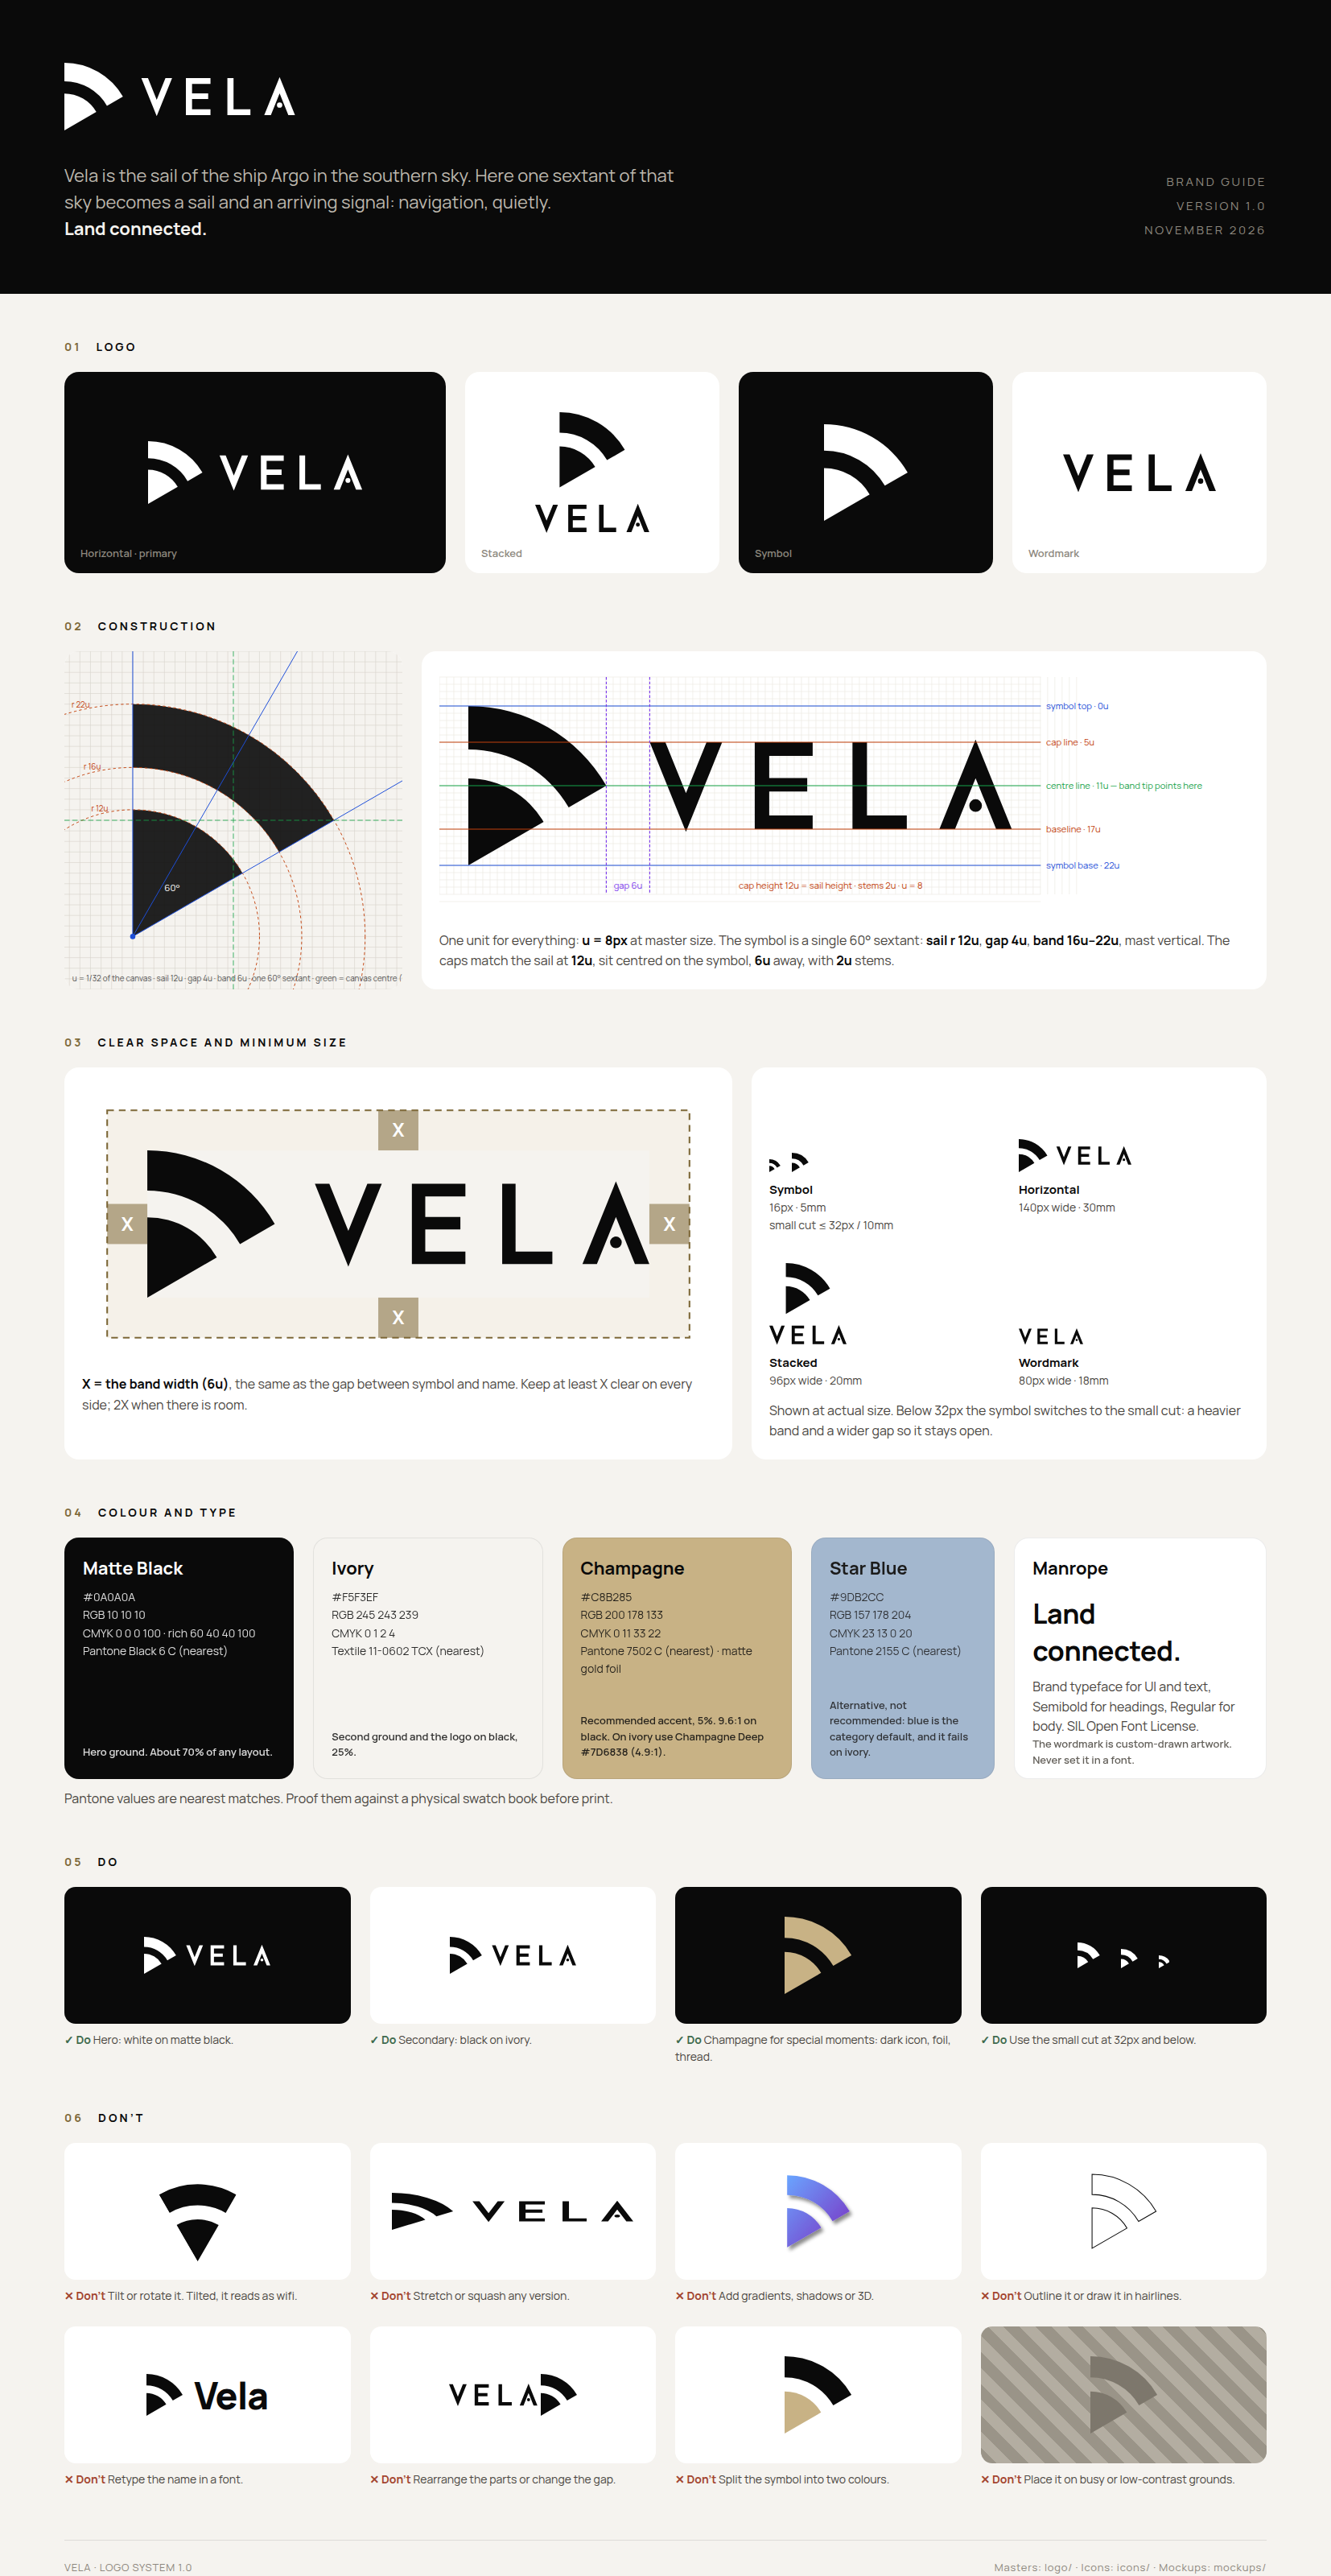 VELA
Vela is the sail of the ship Argo in the southern sky. Here one sextant of that
sky becomes a sail and an arriving signal: navigation, quietly.
Land connected.
BRAND GUIDE
VERSION 1.0
NOVEMBER 2026
01 LOGO
VELA
Horizontal · primary
VELA
Stacked
Symbol
VELA
Wordmark
02 CONSTRUCTION
r 22u
r 16u
r 12u
60°
u = 1/32 of the canvas · sail 12u · gap 4u · band 6u · one 60° sextant · green = canvas centre (
VELA
symbol top · 0u
cap line · 5u
centre line · 11u — band tip points here
baseline · 17u
symbol base · 22u
gap 6u
cap height 12u = sail height · stems 2u · u = 8
One unit for everything: u = 8px at master size. The symbol is a single 60° sextant: sail r 12u, gap 4u, band 16u–22u, mast vertical. The
caps match the sail at 12u, sit centred on the symbol, 6u away, with 2u stems.
03 CLEAR SPACE AND MINIMUM SIZE
X
X
VELA
X
X
X = the band width (6u), the same as the gap between symbol and name. Keep at least X clear on every
side; 2X when there is room.
Symbol
16px · 5mm
small cut ≤ 32px / 10mm
VELA
Horizontal
140px wide · 30mm
VELA
Stacked
96px wide · 20mm
VELA
Wordmark
80px wide · 18mm
Shown at actual size. Below 32px the symbol switches to the small cut: a heavier
band and a wider gap so it stays open.
04 COLOUR AND TYPE
Matte Black
#0A0A0A
RGB 10 10 10
CMYK 0 0 0 100 · rich 60 40 40 100
Pantone Black 6 C (nearest)
Hero ground. About 70% of any layout.
Ivory
#F5F3EF
RGB 245 243 239
CMYK 0 1 2 4
Textile 11-0602 TCX (nearest)
Second ground and the logo on black,
25%.
Champagne
#C8B285
RGB 200 178 133
CMYK 0 11 33 22
Pantone 7502 C (nearest) · matte
gold foil
Recommended accent, 5%. 9.6:1 on
black. On ivory use Champagne Deep
#7D6838 (4.9:1).
Star Blue
#9DB2CC
RGB 157 178 204
CMYK 23 13 0 20
Pantone 2155 C (nearest)
Alternative, not
recommended: blue is the
category default, and it fails
on ivory.
Manrope
Land
connected.
Brand typeface for UI and text,
Semibold for headings, Regular for
body. SIL Open Font License.
The wordmark is custom-drawn artwork.
Never set it in a font.
Pantone values are nearest matches. Proof them against a physical swatch book before print.
05 DO
VELA
✓ Do Hero: white on matte black.
VELA
✓ Do Secondary: black on ivory.
✓ Do Champagne for special moments: dark icon, foil,
thread.
✓ Do Use the small cut at 32px and below.
06 DON'T
✕ Don't Tilt or rotate it. Tilted, it reads as wifi.
VELA
✕ Don't Stretch or squash any version.
✕ Don't Add gradients, shadows or 3D.
✕ Don't Outline it or draw it in hairlines.
Vela
✕ Don't Retype the name in a font.
VELA
✕ Don't Rearrange the parts or change the gap.
✕ Don't Split the symbol into two colours.
✕ Don't Place it on busy or low-contrast grounds.
VELA · LOGO SYSTEM 1.0
Masters: logo/ · Icons: icons/ · Mockups: mockups/